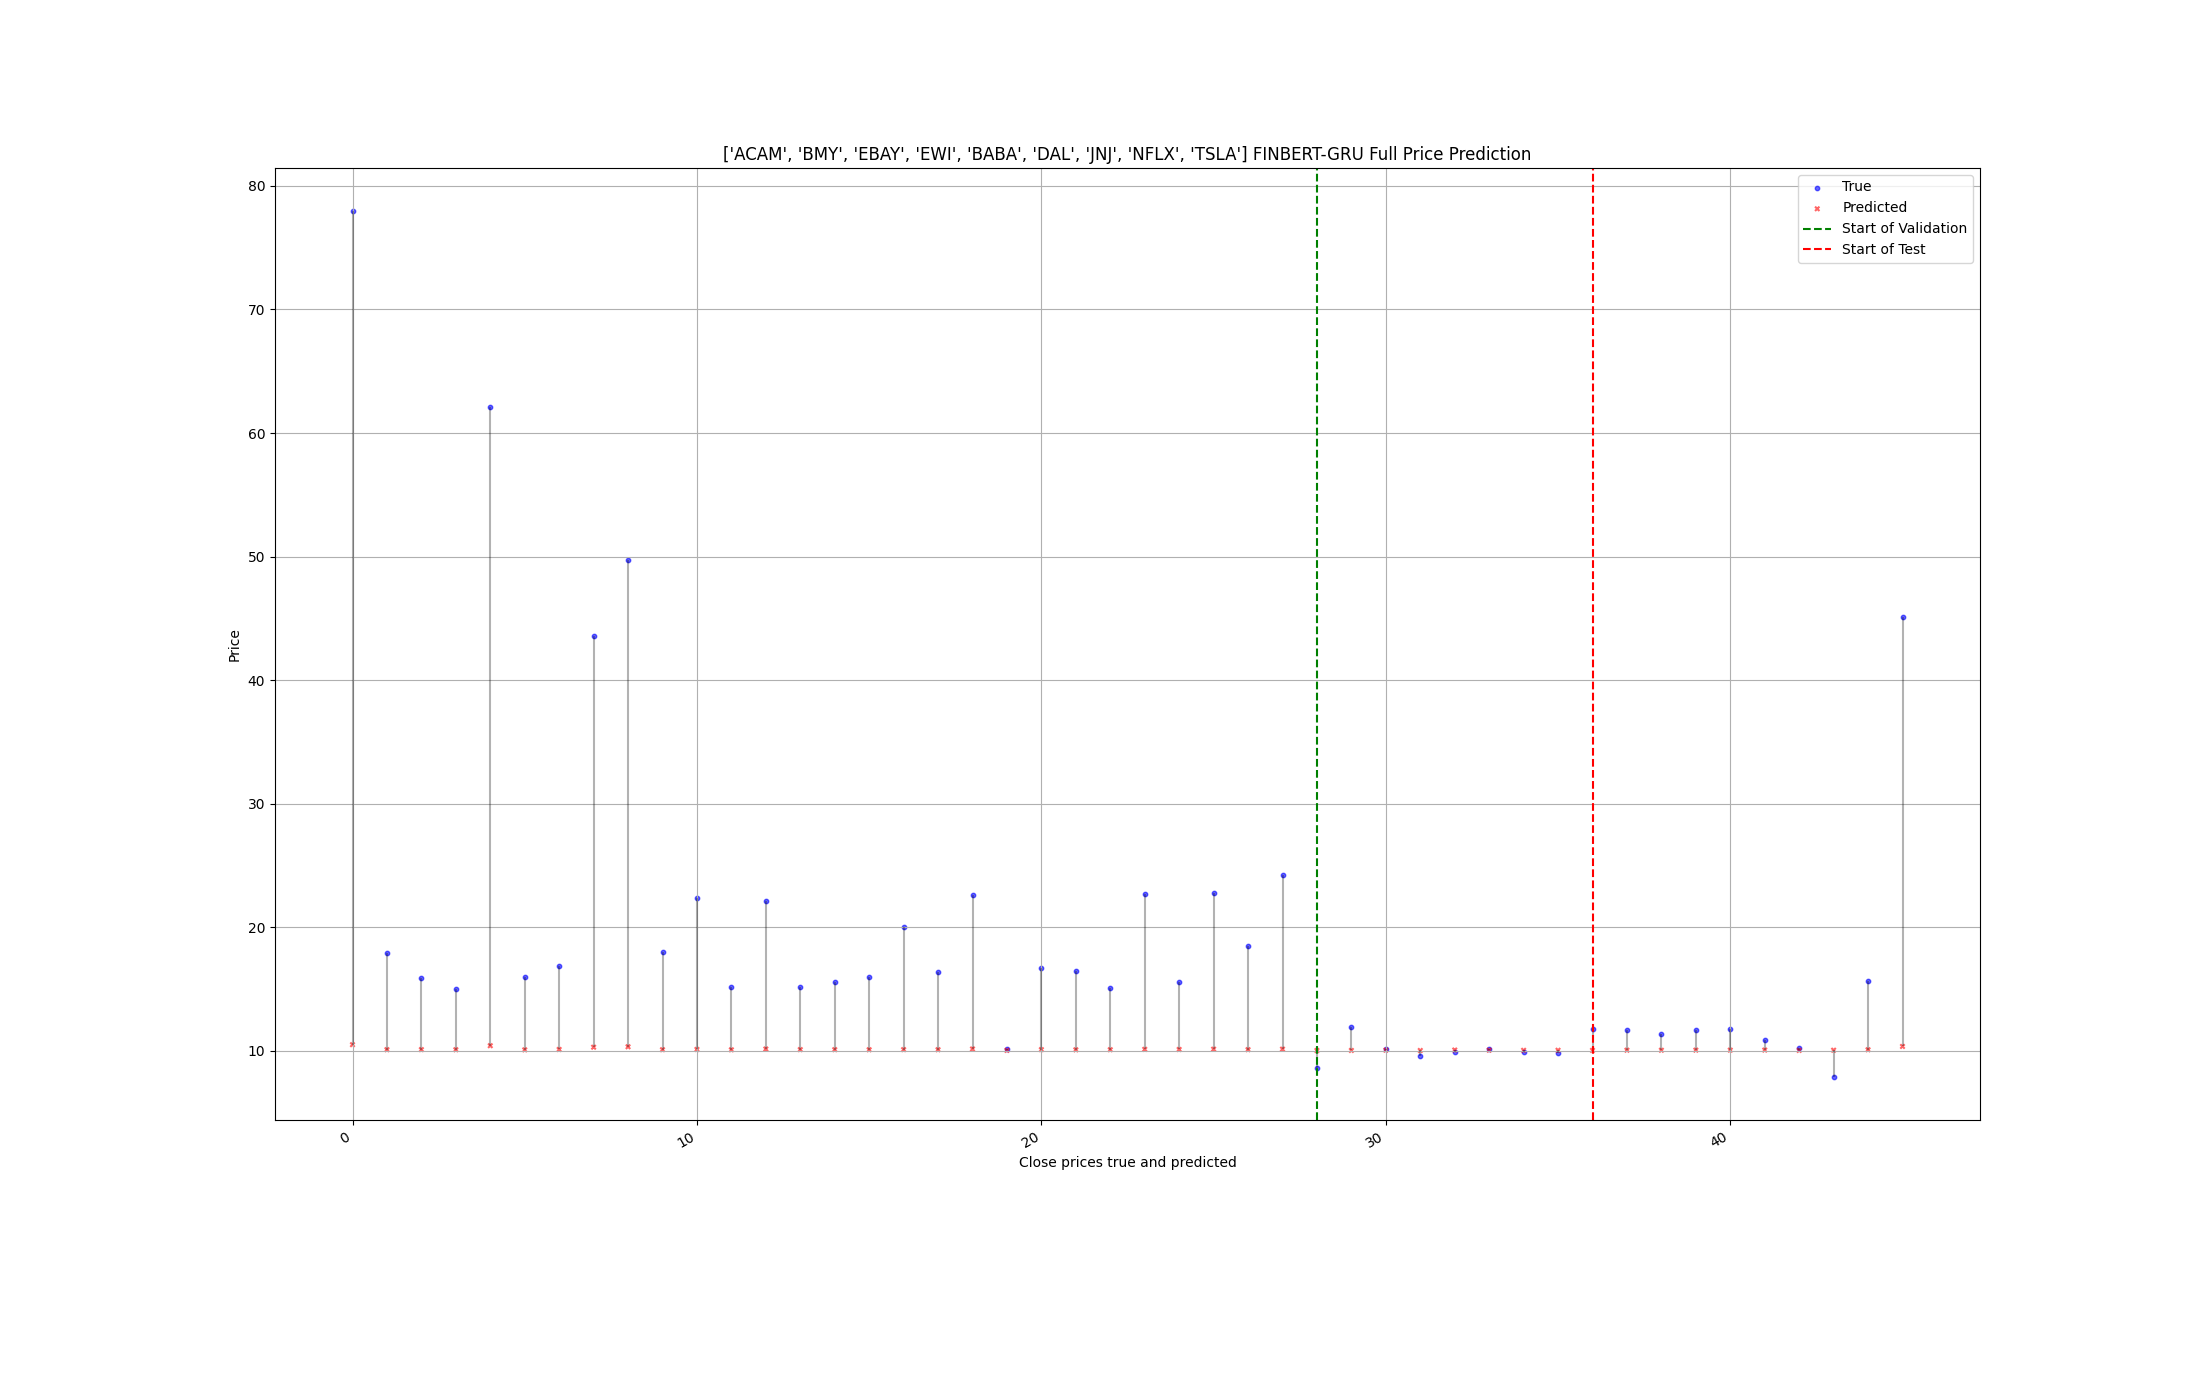 ['ACAM', 'BMY', 'EBAY', 'EWI', 'BABA', 'DAL', 'JNJ', 'NFLX', 'TSLA'] FINBERT-GRU Full Price Prediction
True
Predicted
Start of Validation
Start of Test
80
70
60
50
40
30
20
10
Price
0
10
20
30
40
Close prices true and predicted